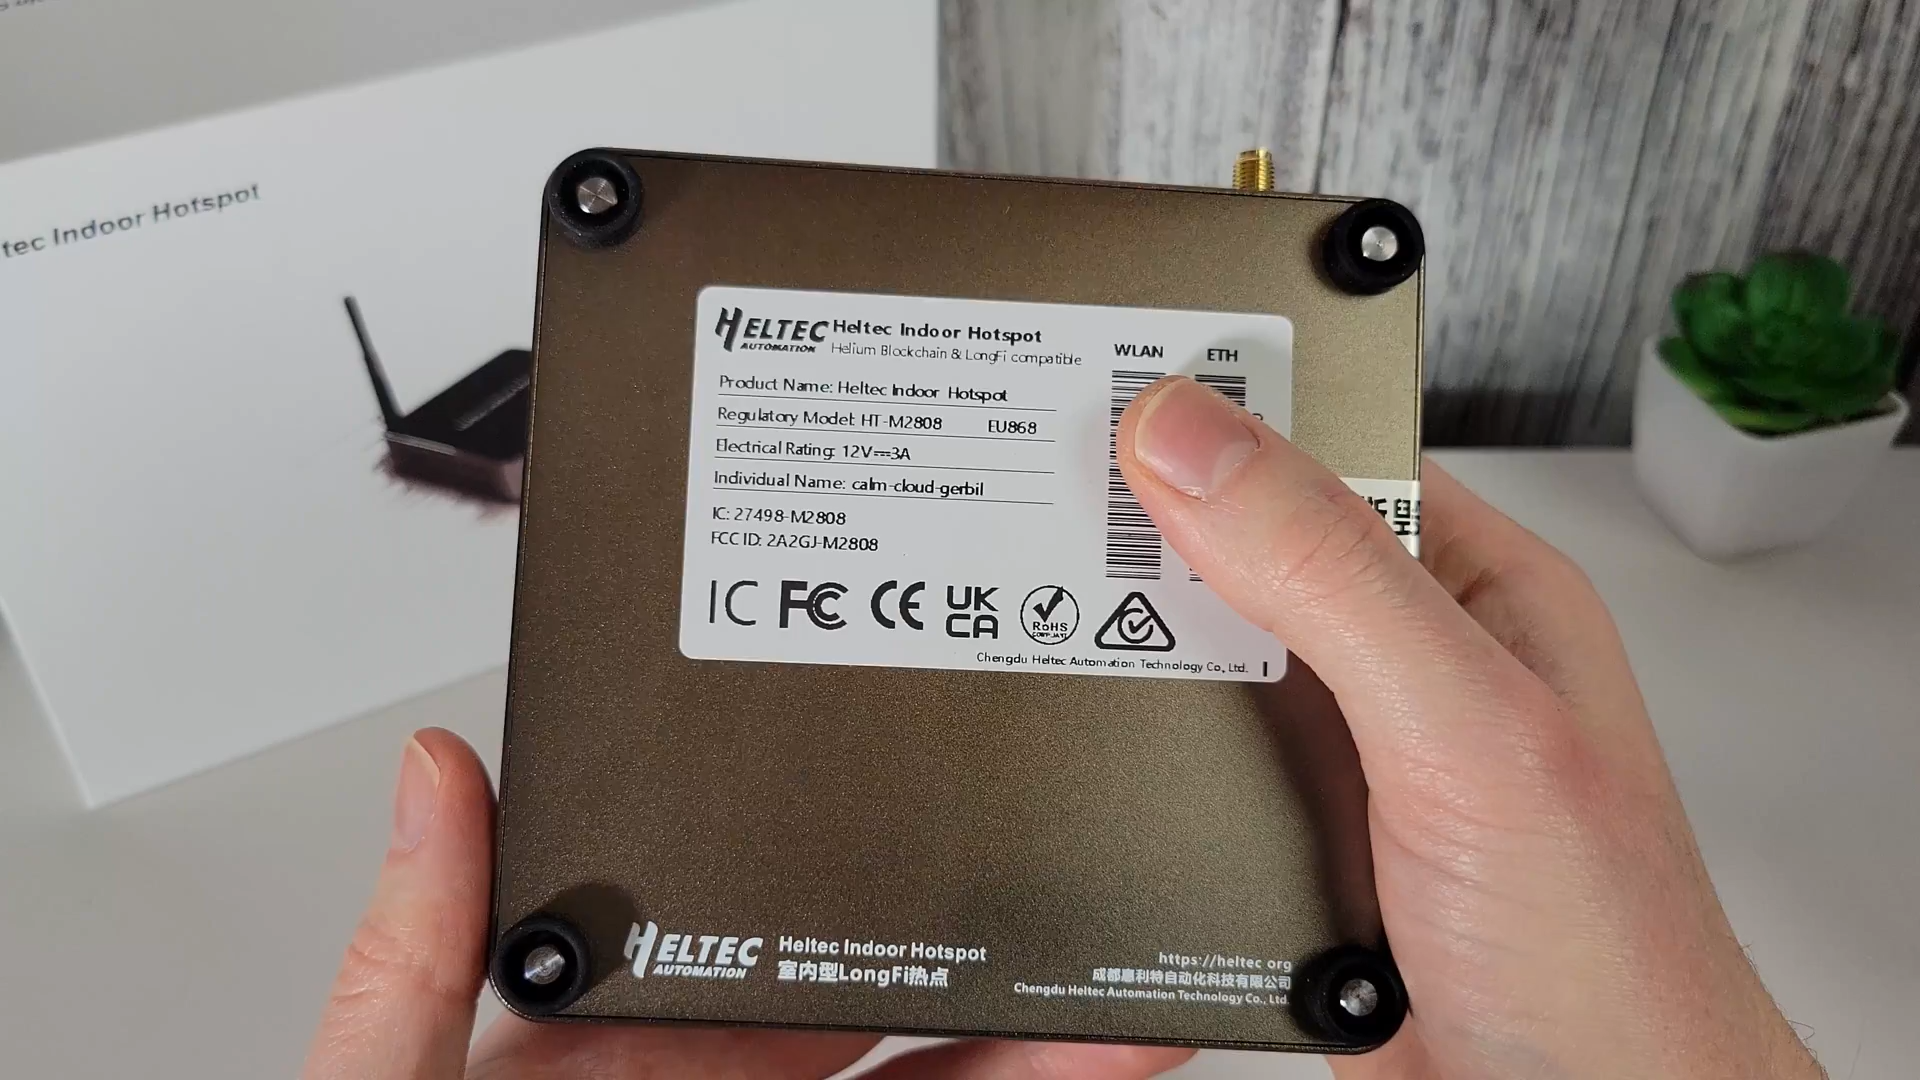 tec Indoor Hotspot
HELTEC
AUTOMATION
Heltec Indoor Hotspot
Helium Blockchain & LongFi compatible
WLAN
ETH
Product Name: Heltec Indoor Hotspot
Regulatory Model: HT-M2808 EU868
Electrical Rating: 12V⎓3A
Individual Name: calm-cloud-gerbil
IC: 27498-M2808
FCC ID: 2A2GJ-M2808
IC FC CE UK
CA
RoHS
COMPLIANT
Chengdu Heltec Automation Technology Co., Ltd.
HELTEC
AUTOMATION
Heltec Indoor Hotspot
室内型LongFi热点
https://heltec.org
成都惠利特自动化科技有限公司
Chengdu Heltec Automation Technology Co., Ltd.